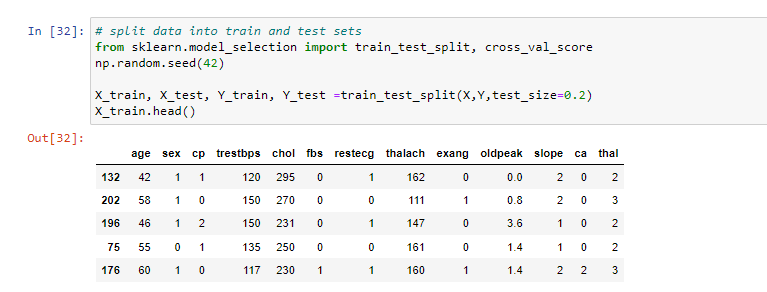 In [32]: # split data into train and test sets
from sklearn.model_selection import train_test_split, cross_val_score
np.random.seed(42)
X_train, X_test, Y_train, Y_test =train_test_split(X,Y,test_size=0.2)
X_train.head()
Out[32]:
age sex cp trestbps chol fbs restecg thalach exang oldpeak slope ca thal
132 42 1 1 120 295 0 1 162 0 0.0 2 0 2
202 58 1 0 150 270 0 0 111 1 0.8 2 0 3
196 46 1 2 150 231 0 1 147 0 3.6 1 0 2
75 55 0 1 135 250 0 0 161 0 1.4 1 0 2
176 60 1 0 117 230 1 1 160 1 1.4 2 2 3